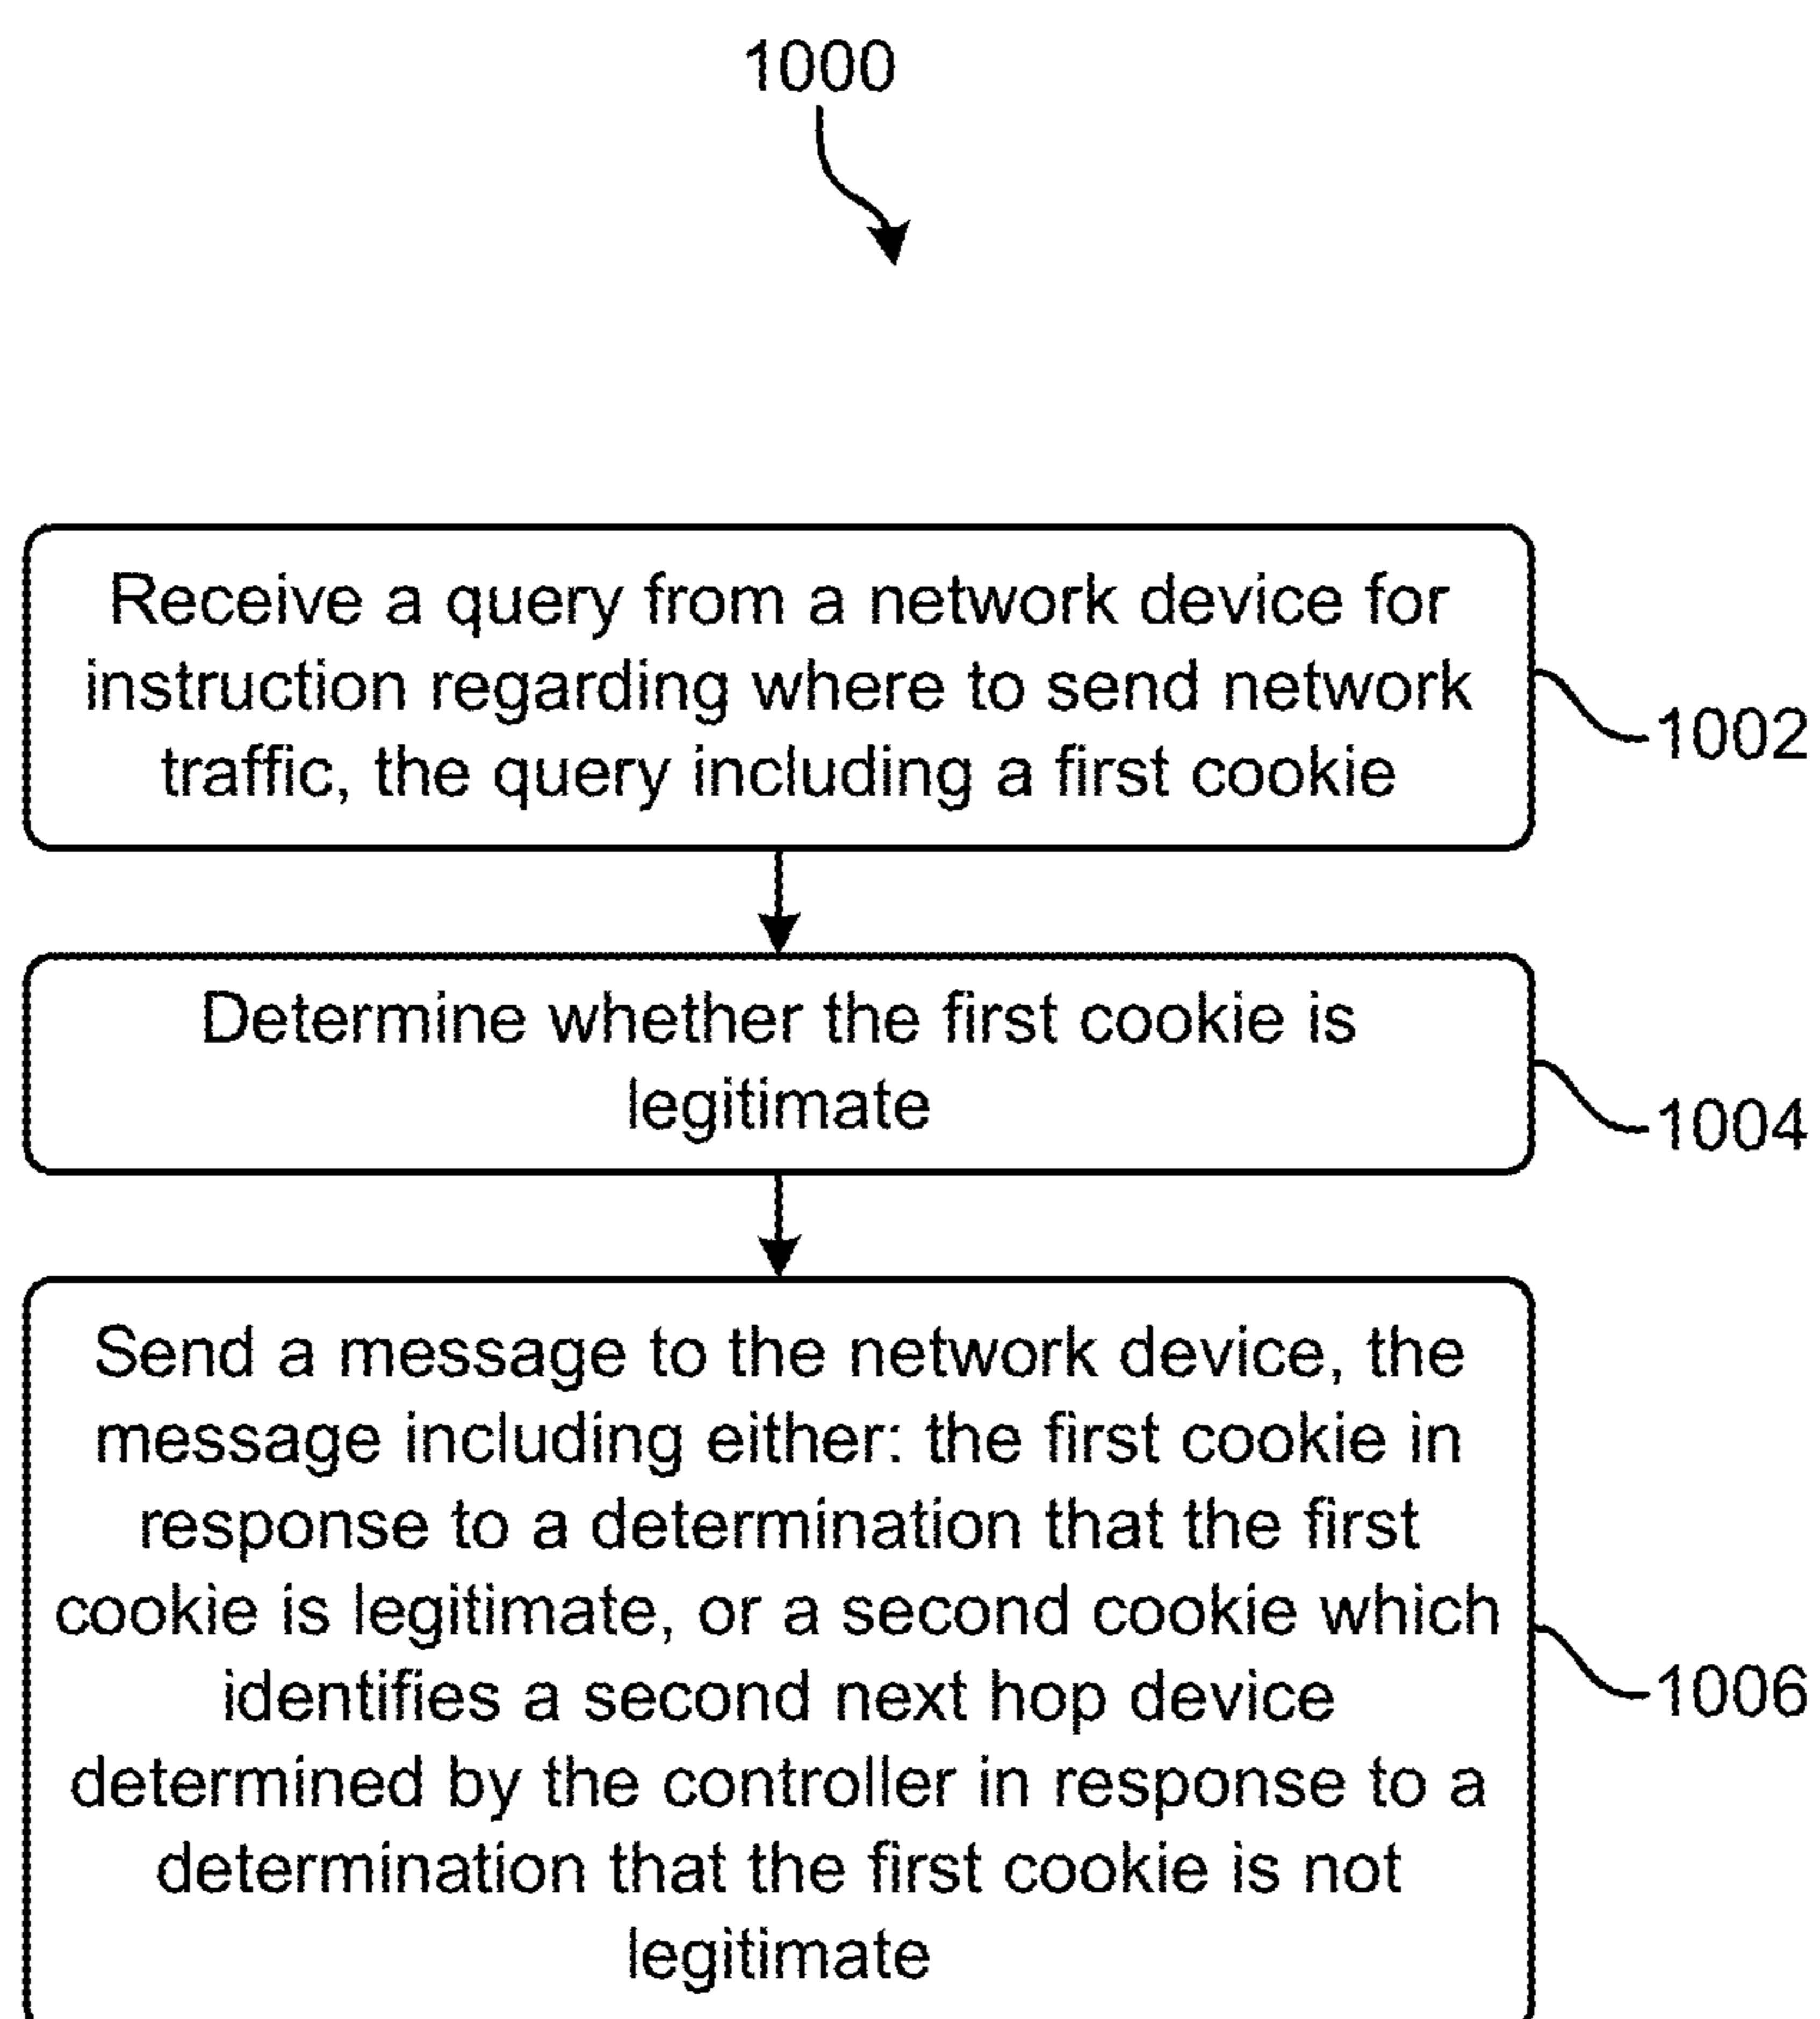 1000
Receive a query from a network device for
instruction regarding where to send network
traffic, the query including a first cookie
1002
Determine whether the first cookie is
legitimate
1004
Send a message to the network device, the
message including either: the first cookie in
response to a determination that the first
cookie is legitimate, or a second cookie which
identifies a second next hop device
determined by the controller in response to a
determination that the first cookie is not
legitimate
1006